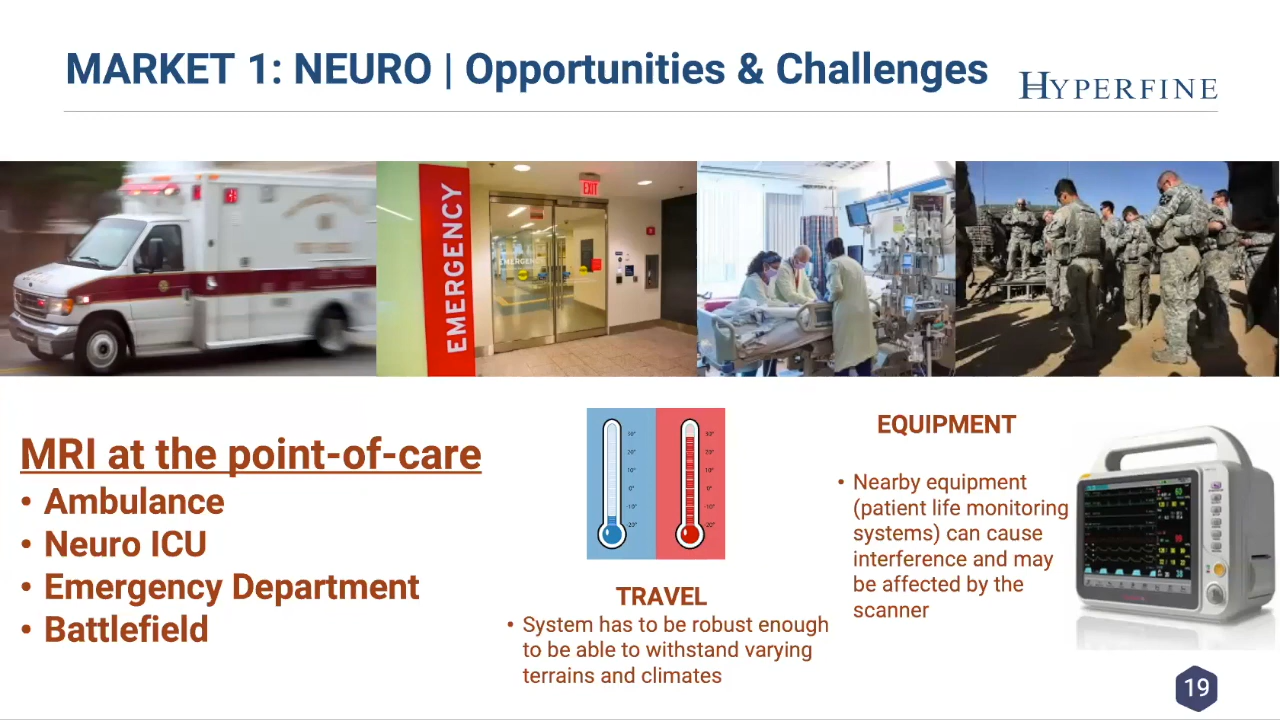 MARKET 1: NEURO | Opportunities & Challenges
HYPERFINE
EMERGENCY
EXIT
EMERGENCY
MRI at the point-of-care
• Ambulance
• Neuro ICU
• Emergency Department
• Battlefield
TRAVEL
• System has to be robust enough
to be able to withstand varying
terrains and climates
EQUIPMENT
• Nearby equipment
(patient life monitoring
systems) can cause
interference and may
be affected by the
scanner
19